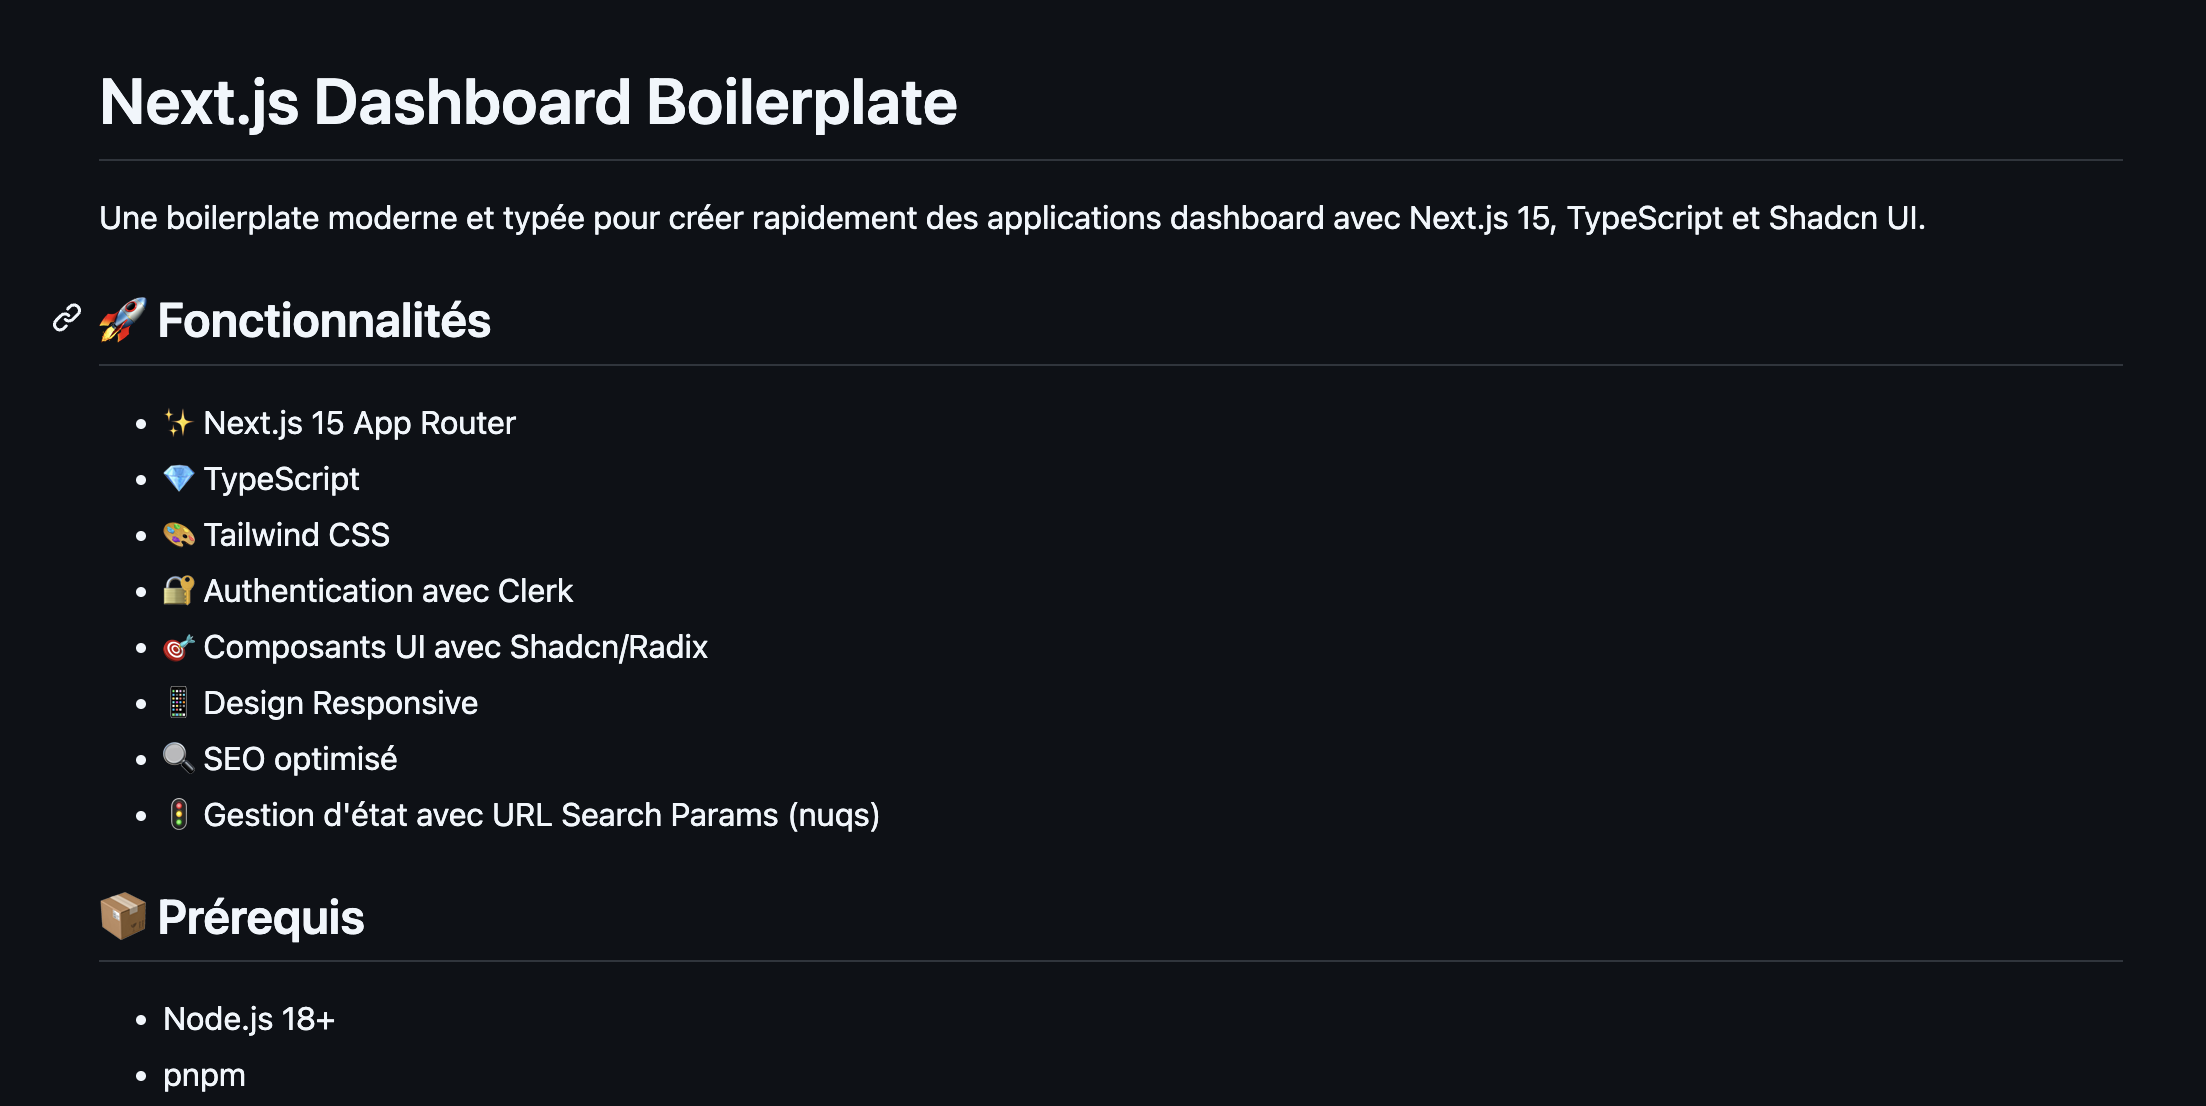 Next.js Dashboard Boilerplate
Une boilerplate moderne et typée pour créer rapidement des applications dashboard avec Next.js 15, TypeScript et Shadcn UI.
🚀 Fonctionnalités
• ✨ Next.js 15 App Router
• 💎 TypeScript
• 🎨 Tailwind CSS
• 🔐 Authentication avec Clerk
• 🎯 Composants UI avec Shadcn/Radix
• 📱 Design Responsive
• 🔍 SEO optimisé
• 🚦 Gestion d'état avec URL Search Params (nuqs)
📦 Prérequis
• Node.js 18+
• pnpm